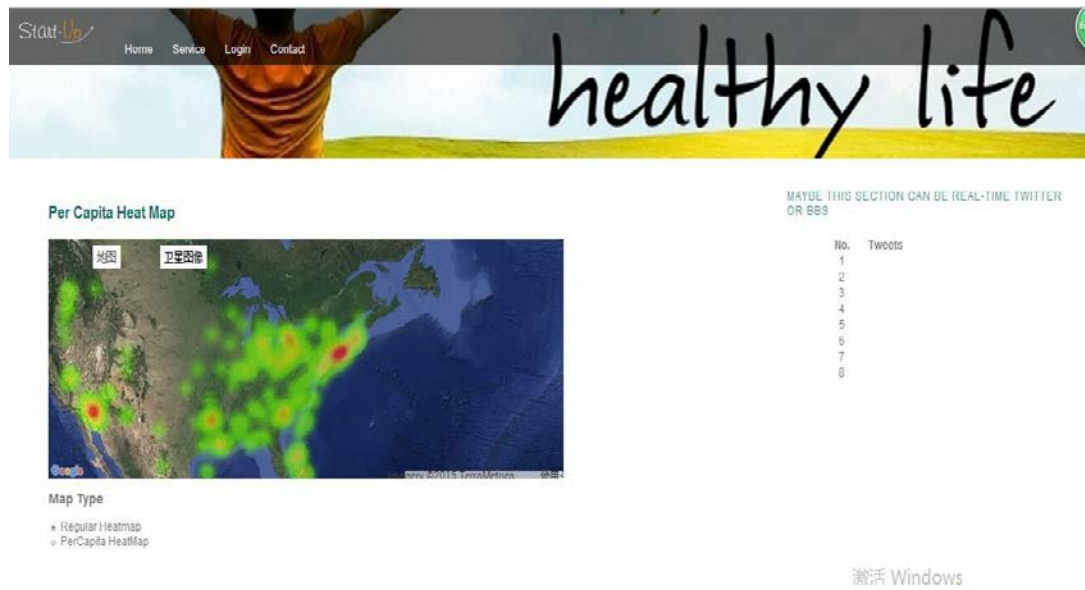 Start-Up
Home Service Login Contact
healthy life
Per Capita Heat Map
地图 卫星图像
Google
©2015 TerraMetrics
Map Type
Regular Heatmap
PerCapita HeatMap
MAYBE THIS SECTION CAN BE REAL-TIME TWITTER
OR BBS
No. Tweets
1
2
3
4
5
6
7
8
激活 Windows